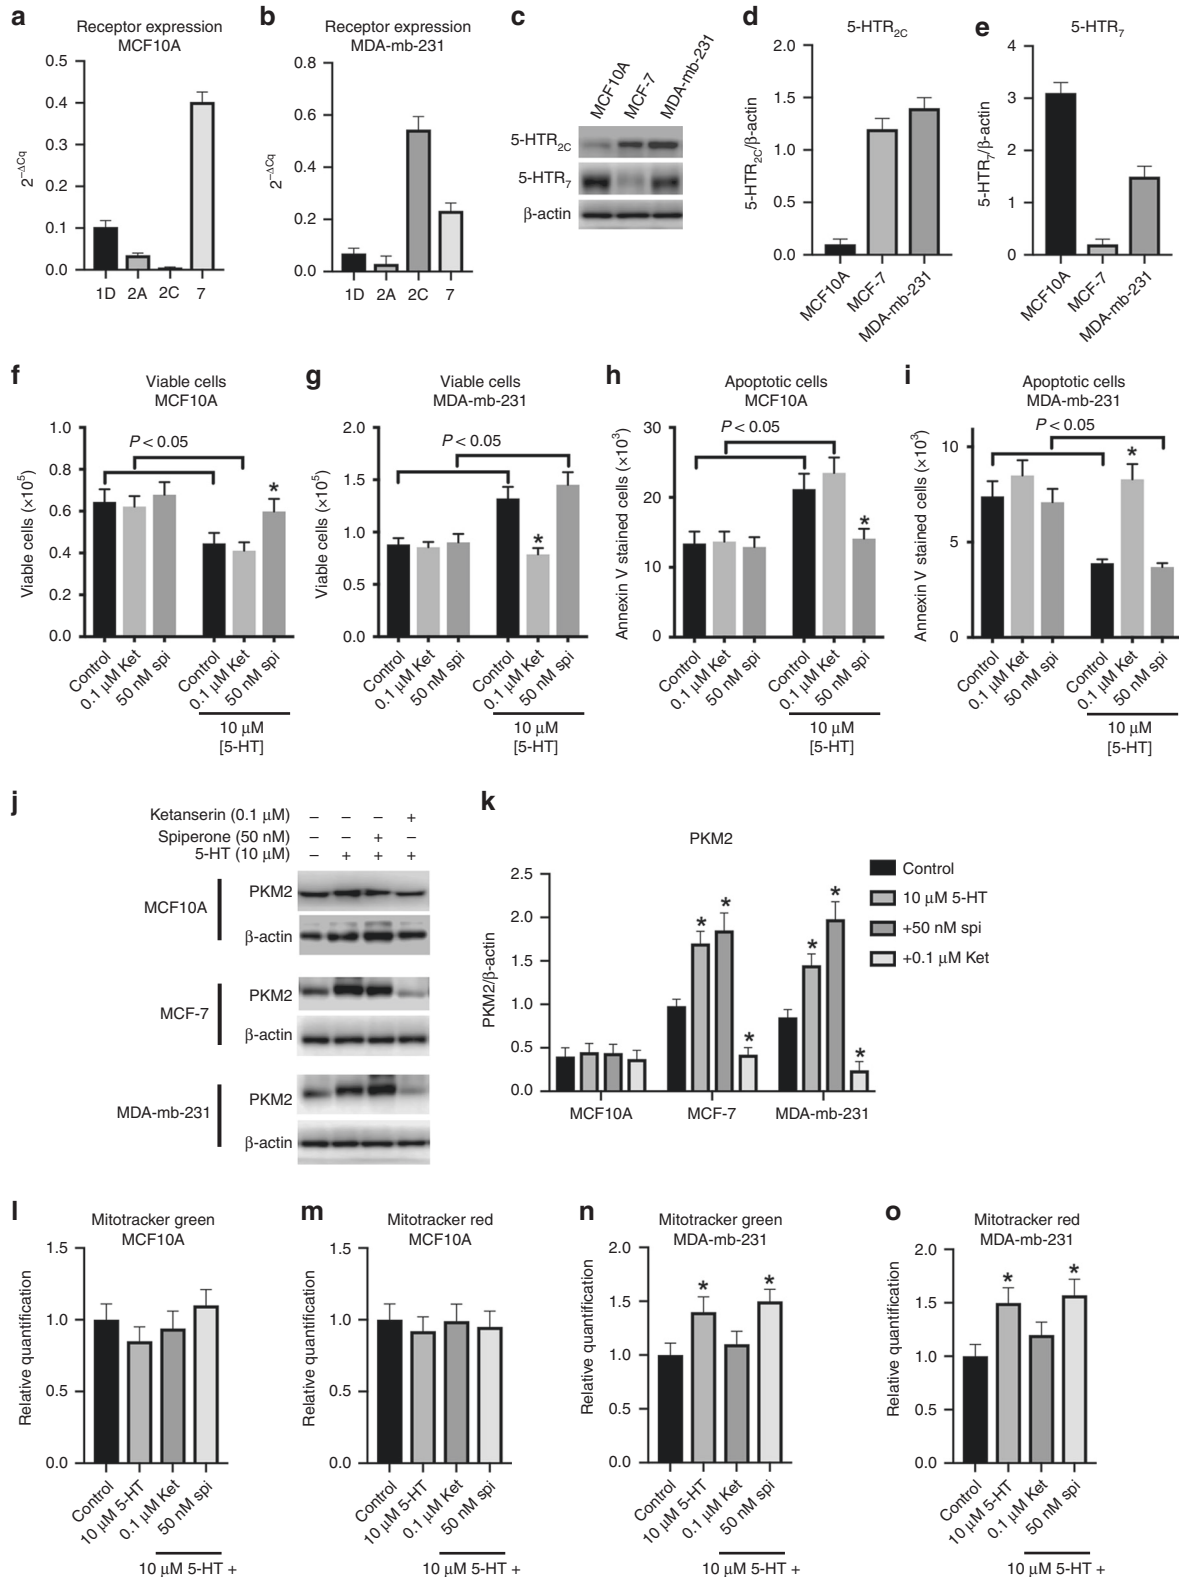 a
Receptor expression
MCF10A
2−ΔCq
0.5
0.4
0.3
0.2
0.1
0.0
1D 2A 2C 7
b
Receptor expression
MDA-mb-231
2−ΔCq
0.8
0.6
0.4
0.2
0.0
1D 2A 2C 7
c
MCF10A MCF-7 MDA-mb-231
5-HTR2C
5-HTR7
β-actin
d
5-HTR2C
5-HTR2C/β-actin
2.0
1.5
1.0
0.5
0.0
MCF10A MCF-7 MDA-mb-231
e
5-HTR7
5-HTR7/β-actin
4
3
2
1
0
MCF10A MCF-7 MDA-mb-231
f
Viable cells
MCF10A
P < 0.05
*
Viable cells (×10⁵)
1.0
0.8
0.6
0.4
0.2
0.0
Control 0.1 μM Ket 50 nM spi Control 0.1 μM Ket 50 nM spi
10 μM
[5-HT]
g
Viable cells
MDA-mb-231
P < 0.05
*
Viable cells (×10⁵)
2.0
1.5
1.0
0.5
0.0
Control 0.1 μM Ket 50 nM spi Control 0.1 μM Ket 50 nM spi
10 μM
[5-HT]
h
Apoptotic cells
MCF10A
P < 0.05
*
Annexin V stained cells (×10³)
30
20
10
0
Control 0.1 μM Ket 50 nM spi Control 0.1 μM Ket 50 nM spi
10 μM
[5-HT]
i
Apoptotic cells
MDA-mb-231
P < 0.05
*
Annexin V stained cells (×10³)
10
5
0
Control 0.1 μM Ket 50 nM spi Control 0.1 μM Ket 50 nM spi
10 μM
[5-HT]
j
Ketanserin (0.1 μM) – – – +
Spiperone (50 nM) – – + –
5-HT (10 μM) – + + +
MCF10A
PKM2
β-actin
MCF-7
PKM2
β-actin
MDA-mb-231
PKM2
β-actin
k
PKM2
PKM2/β-actin
2.5
2.0
1.5
1.0
0.5
0.0
* * * * * *
MCF10A MCF-7 MDA-mb-231
Control
10 μM 5-HT
+50 nM spi
+0.1 μM Ket
l
Mitotracker green
MCF10A
Relative quantification
1.5
1.0
0.5
0.0
Control 10 μM 5-HT 0.1 μM Ket 50 nM spi
10 μM 5-HT +
m
Mitotracker red
MCF10A
Relative quantification
1.5
1.0
0.5
0.0
Control 10 μM 5-HT 0.1 μM Ket 50 nM spi
10 μM 5-HT +
n
Mitotracker green
MDA-mb-231
* *
Relative quantification
2.0
1.5
1.0
0.5
0.0
Control 10 μM 5-HT 0.1 μM Ket 50 nM spi
10 μM 5-HT +
o
Mitotracker red
MDA-mb-231
* *
Relative quantification
2.0
1.5
1.0
0.5
0.0
Control 10 μM 5-HT 0.1 μM Ket 50 nM spi
10 μM 5-HT +